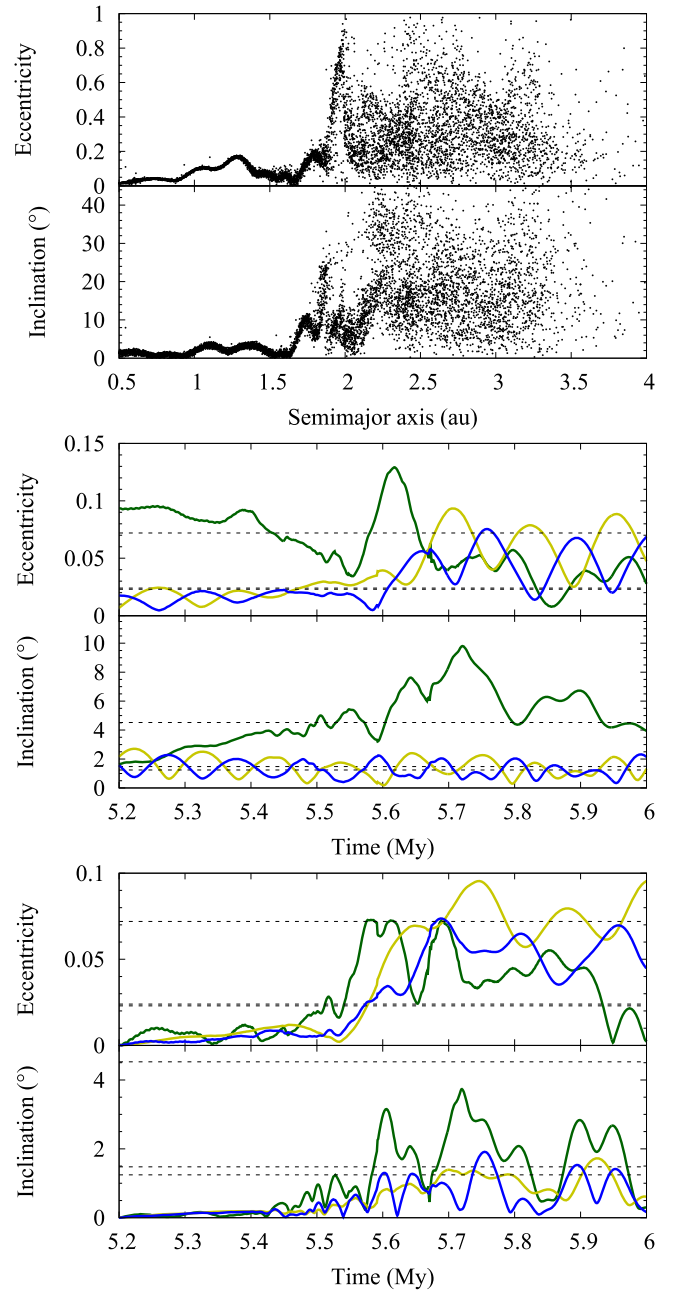 1
0.8
0.6
0.4
0.2
0
Eccentricity
40
30
20
10
0
Inclination (°)
0.5 1 1.5 2 2.5 3 3.5 4
Semimajor axis (au)
0.15
0.1
0.05
0
Eccentricity
10
8
6
4
2
0
Inclination (°)
5.2 5.3 5.4 5.5 5.6 5.7 5.8 5.9 6
Time (My)
0.1
0.05
0
Eccentricity
4
2
0
Inclination (°)
5.2 5.3 5.4 5.5 5.6 5.7 5.8 5.9 6
Time (My)